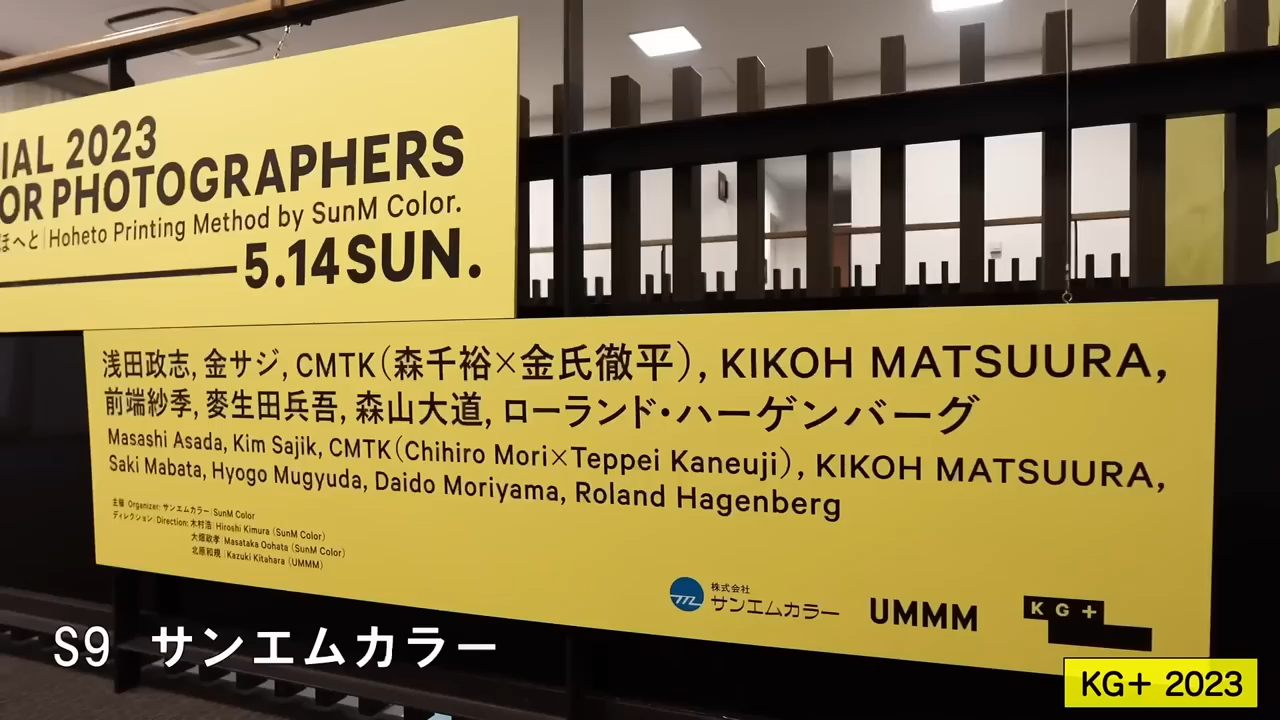 IAL 2023
OR PHOTOGRAPHERS
ほへと|Hoheto Printing Method by SunM Color.
5.14 SUN.
浅田政志, 金サジ, CMTK(森千裕×金氏徹平), KIKOH MATSUURA,
前端紗季, 麥生田兵吾, 森山大道, ローランド・ハーゲンバーグ
Masashi Asada, Kim Sajik, CMTK(Chihiro Mori×Teppei Kaneuji), KIKOH MATSUURA,
Saki Mabata, Hyogo Mugyuda, Daido Moriyama, Roland Hagenberg
主催|Organizer: サンエムカラー|SunM Color
ディレクション|Direction: 木村浩|Hiroshi Kimura (SunM Color)
大畑政孝|Masataka Oohata (SunM Color)
北原和規|Kazuki Kitahara (UMMM)
株式会社
サンエムカラー
UMMM
KG+
S9 サンエムカラー
KG+ 2023